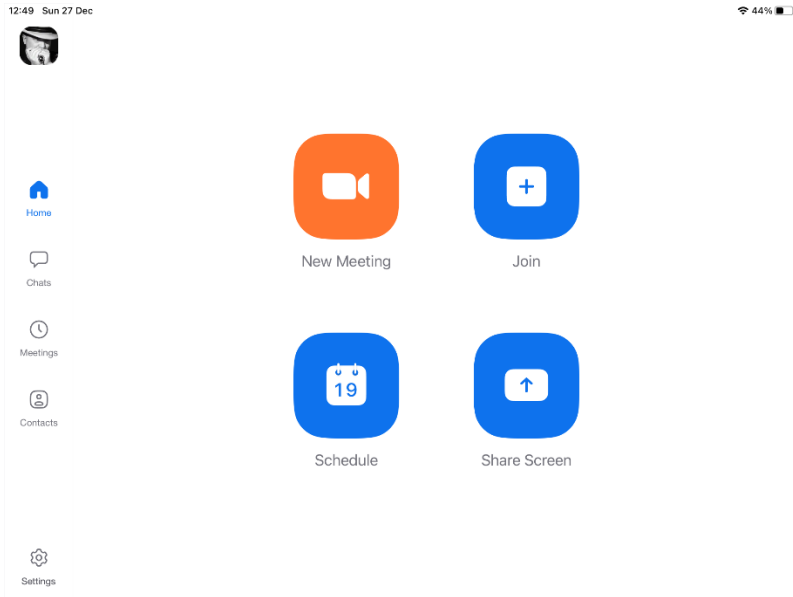 12:49 Sun 27 Dec
44%
Home
Chats
Meetings
Contacts
Settings
New Meeting
Join
19
Schedule
Share Screen